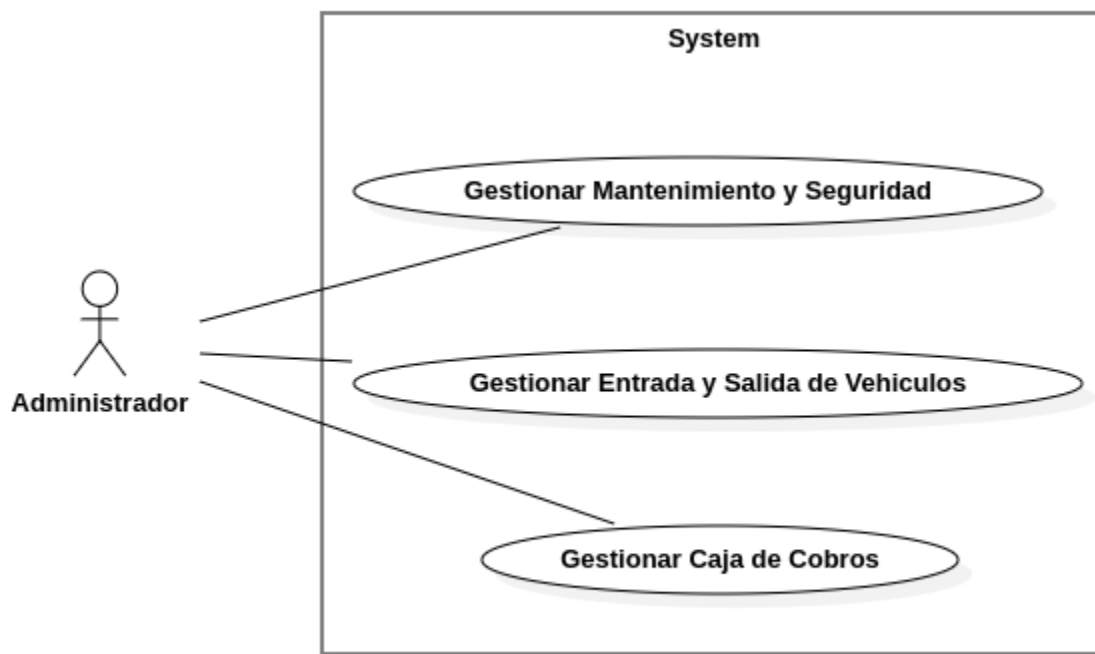 System
Gestionar Mantenimiento y Seguridad
Gestionar Entrada y Salida de Vehiculos
Administrador
Gestionar Caja de Cobros